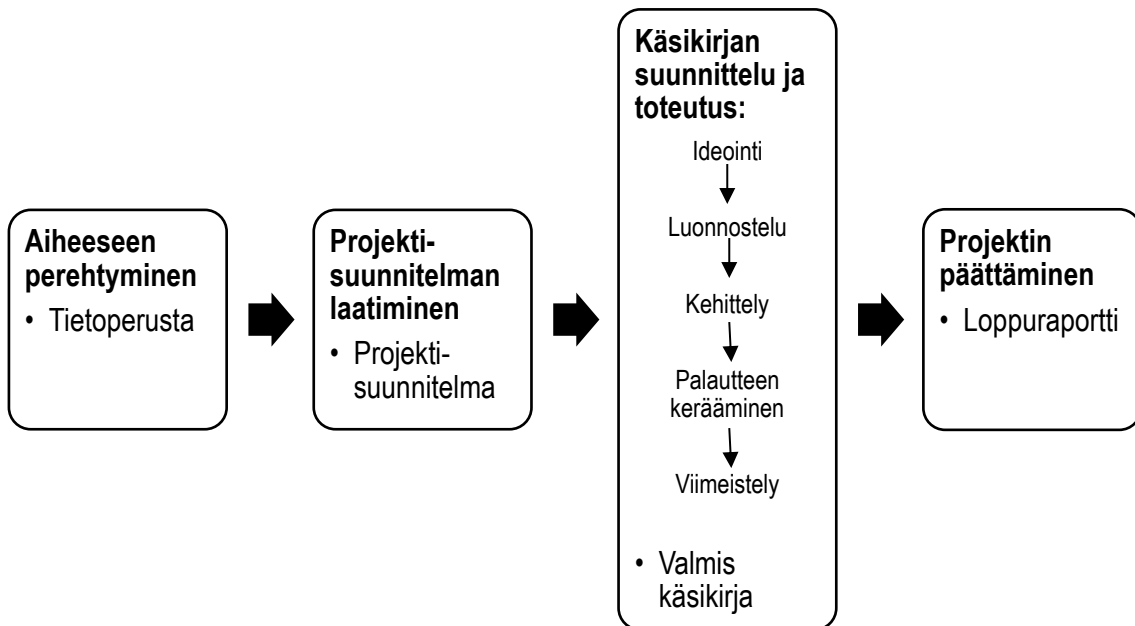 Aiheeseen
perehtyminen
• Tietoperusta
Projekti-
suunnitelman
laatiminen
• Projekti-
suunnitelma
Käsikirjan
suunnittelu ja
toteutus:
Ideointi
Luonnostelu
Kehittely
Palautteen
kerääminen
Viimeistely
• Valmis
käsikirja
Projektin
päättäminen
• Loppuraportti